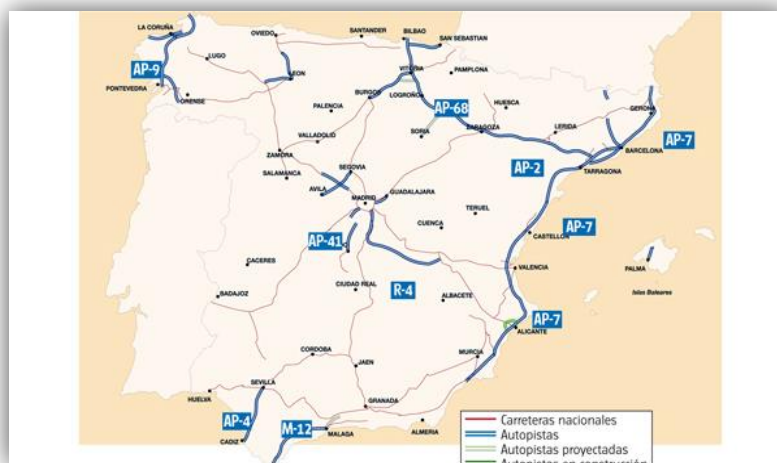 LA CORUÑA
OVIEDO
SANTANDER
BILBAO
SAN SEBASTIAN
LUGO
AP-9
LEON
VITORIA
PAMPLONA
PONTEVEDRA
ORENSE
BURGOS
LOGROÑO
HUESCA
GERONA
PALENCIA
AP-68
SORIA
ZARAGOZA
LERIDA
AP-7
VALLADOLID
BARCELONA
ZAMORA
SEGOVIA
AP-2
TARRAGONA
SALAMANCA
AVILA
GUADALAJARA
MADRID
TERUEL
CUENCA
AP-7
CASTELLON
AP-41
CACERES
VALENCIA
PALMA
CIUDAD REAL
R-4
ALBACETE
Islas Baleares
BADAJOZ
AP-7
ALICANTE
CORDOBA
JAEN
MURCIA
SEVILLA
HUELVA
GRANADA
AP-4
M-12
CADIZ
MALAGA
ALMERIA
Carreteras nacionales
Autopistas
Autopistas proyectadas
Autopistas en construcción